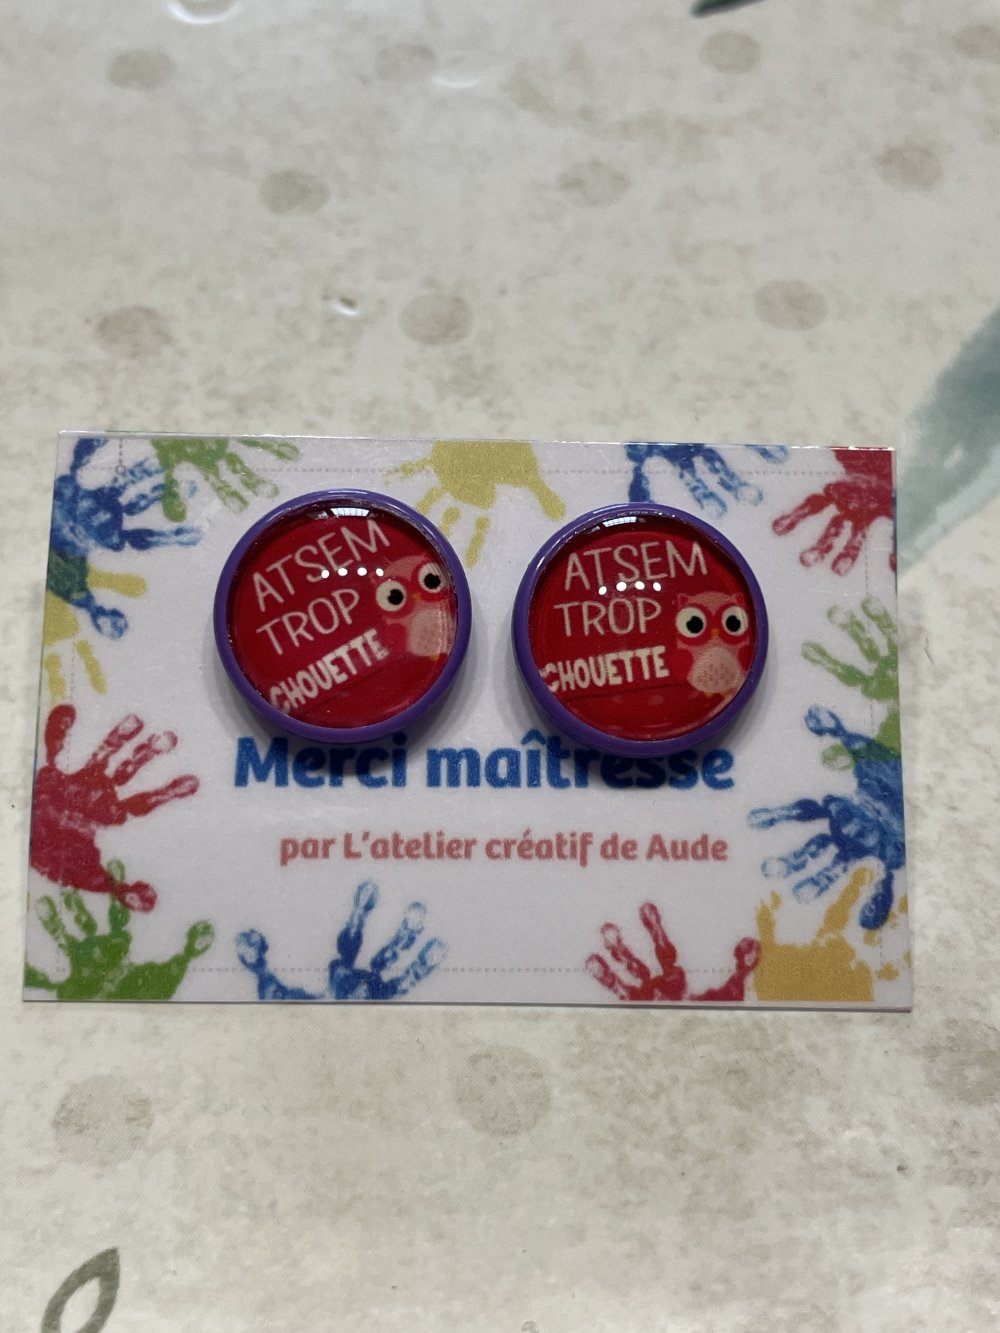 ATSEM
TROP
CHOUETTE
ATSEM
TROP
CHOUETTE
Merci maîtresse
par L'atelier créatif de Aude